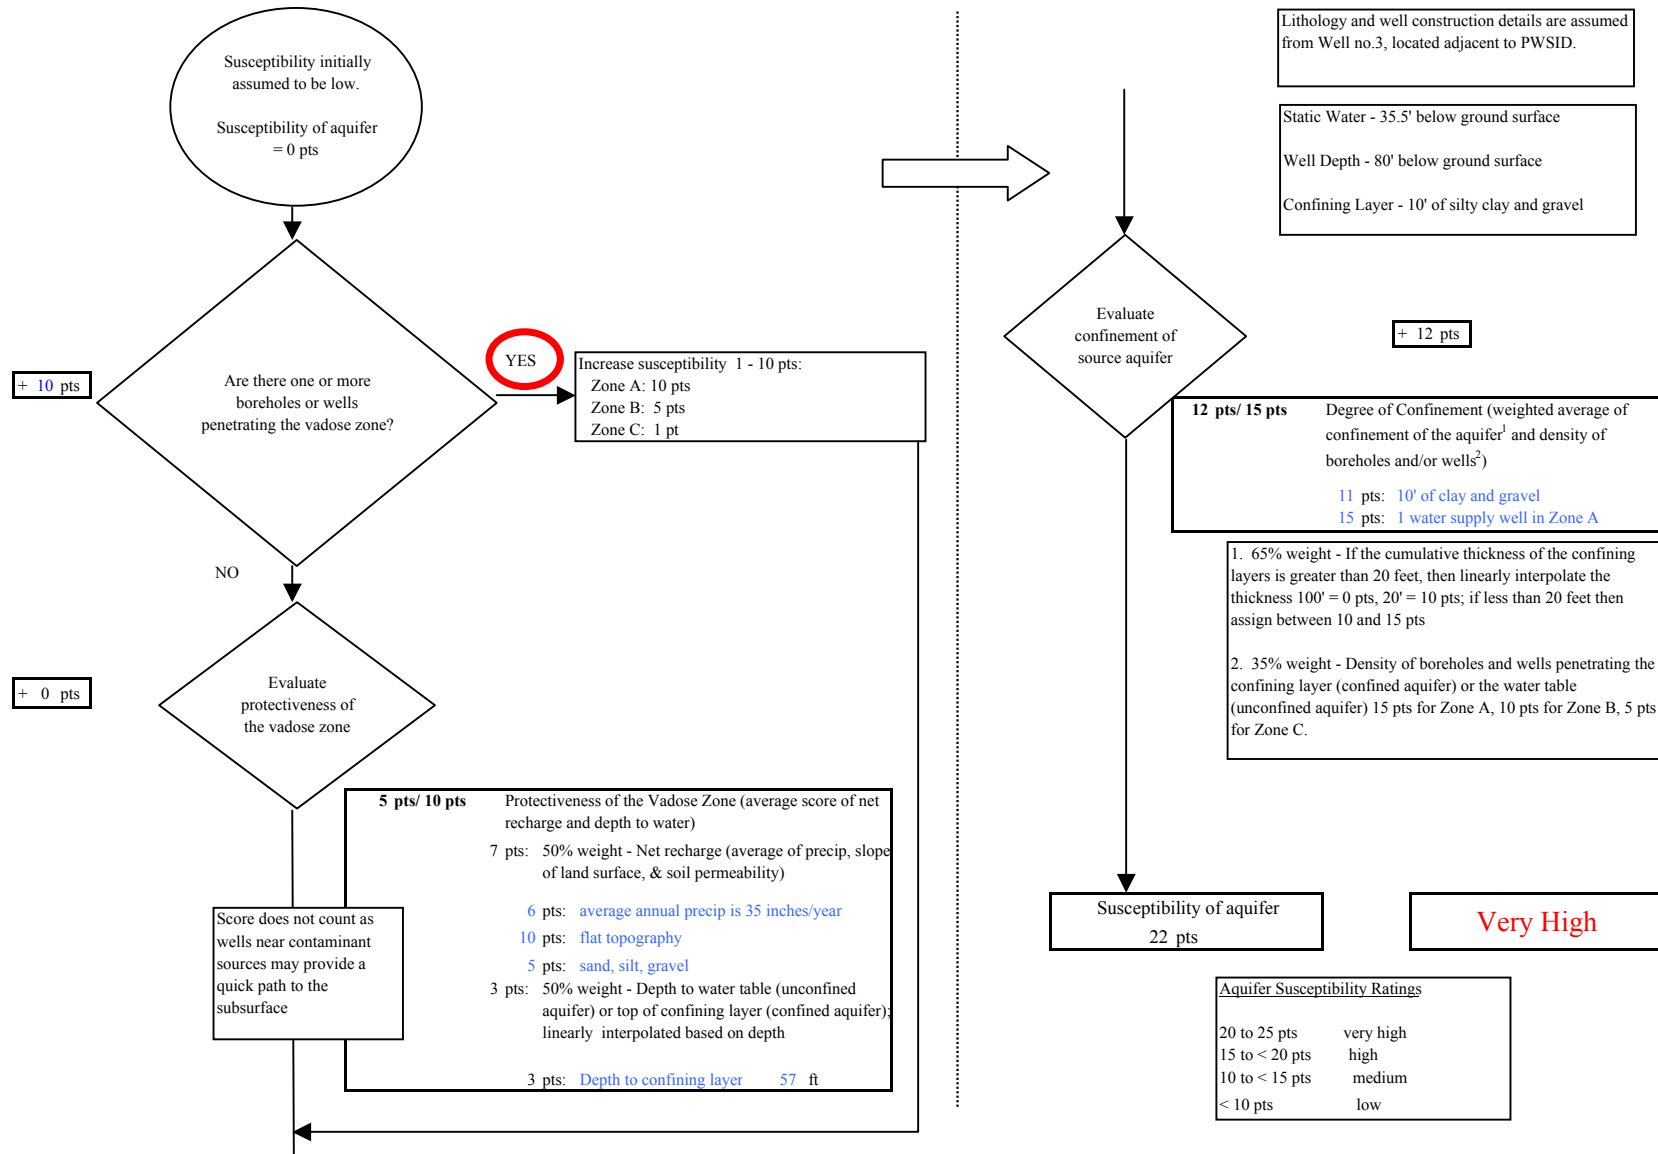 Susceptibility initially
assumed to be low.
Susceptibility of aquifer
= 0 pts
+ 10 pts
Are there one or more
boreholes or wells
penetrating the vadose zone?
YES
Increase susceptibility 1 - 10 pts:
Zone A: 10 pts
Zone B: 5 pts
Zone C: 1 pt
NO
+ 0 pts
Evaluate
protectiveness of
the vadose zone
5 pts/ 10 pts Protectiveness of the Vadose Zone (average score of net
recharge and depth to water)
7 pts: 50% weight - Net recharge (average of precip, slope
of land surface, & soil permeability)
6 pts: average annual precip is 35 inches/year
10 pts: flat topography
5 pts: sand, silt, gravel
3 pts: 50% weight - Depth to water table (unconfined
aquifer) or top of confining layer (confined aquifer);
linearly interpolated based on depth
3 pts: Depth to confining layer 57 ft
Score does not count as
wells near contaminant
sources may provide a
quick path to the
subsurface
Lithology and well construction details are assumed
from Well no.3, located adjacent to PWSID.
Static Water - 35.5' below ground surface
Well Depth - 80' below ground surface
Confining Layer - 10' of silty clay and gravel
Evaluate
confinement of
source aquifer
+ 12 pts
12 pts/ 15 pts Degree of Confinement (weighted average of
confinement of the aquifer1 and density of
boreholes and/or wells2)
11 pts: 10' of clay and gravel
15 pts: 1 water supply well in Zone A
1. 65% weight - If the cumulative thickness of the confining
layers is greater than 20 feet, then linearly interpolate the
thickness 100' = 0 pts, 20' = 10 pts; if less than 20 feet then
assign between 10 and 15 pts
2. 35% weight - Density of boreholes and wells penetrating the
confining layer (confined aquifer) or the water table
(unconfined aquifer) 15 pts for Zone A, 10 pts for Zone B, 5 pts
for Zone C.
Susceptibility of aquifer
22 pts
Very High
Aquifer Susceptibility Ratings
20 to 25 pts very high
15 to < 20 pts high
10 to < 15 pts medium
< 10 pts low